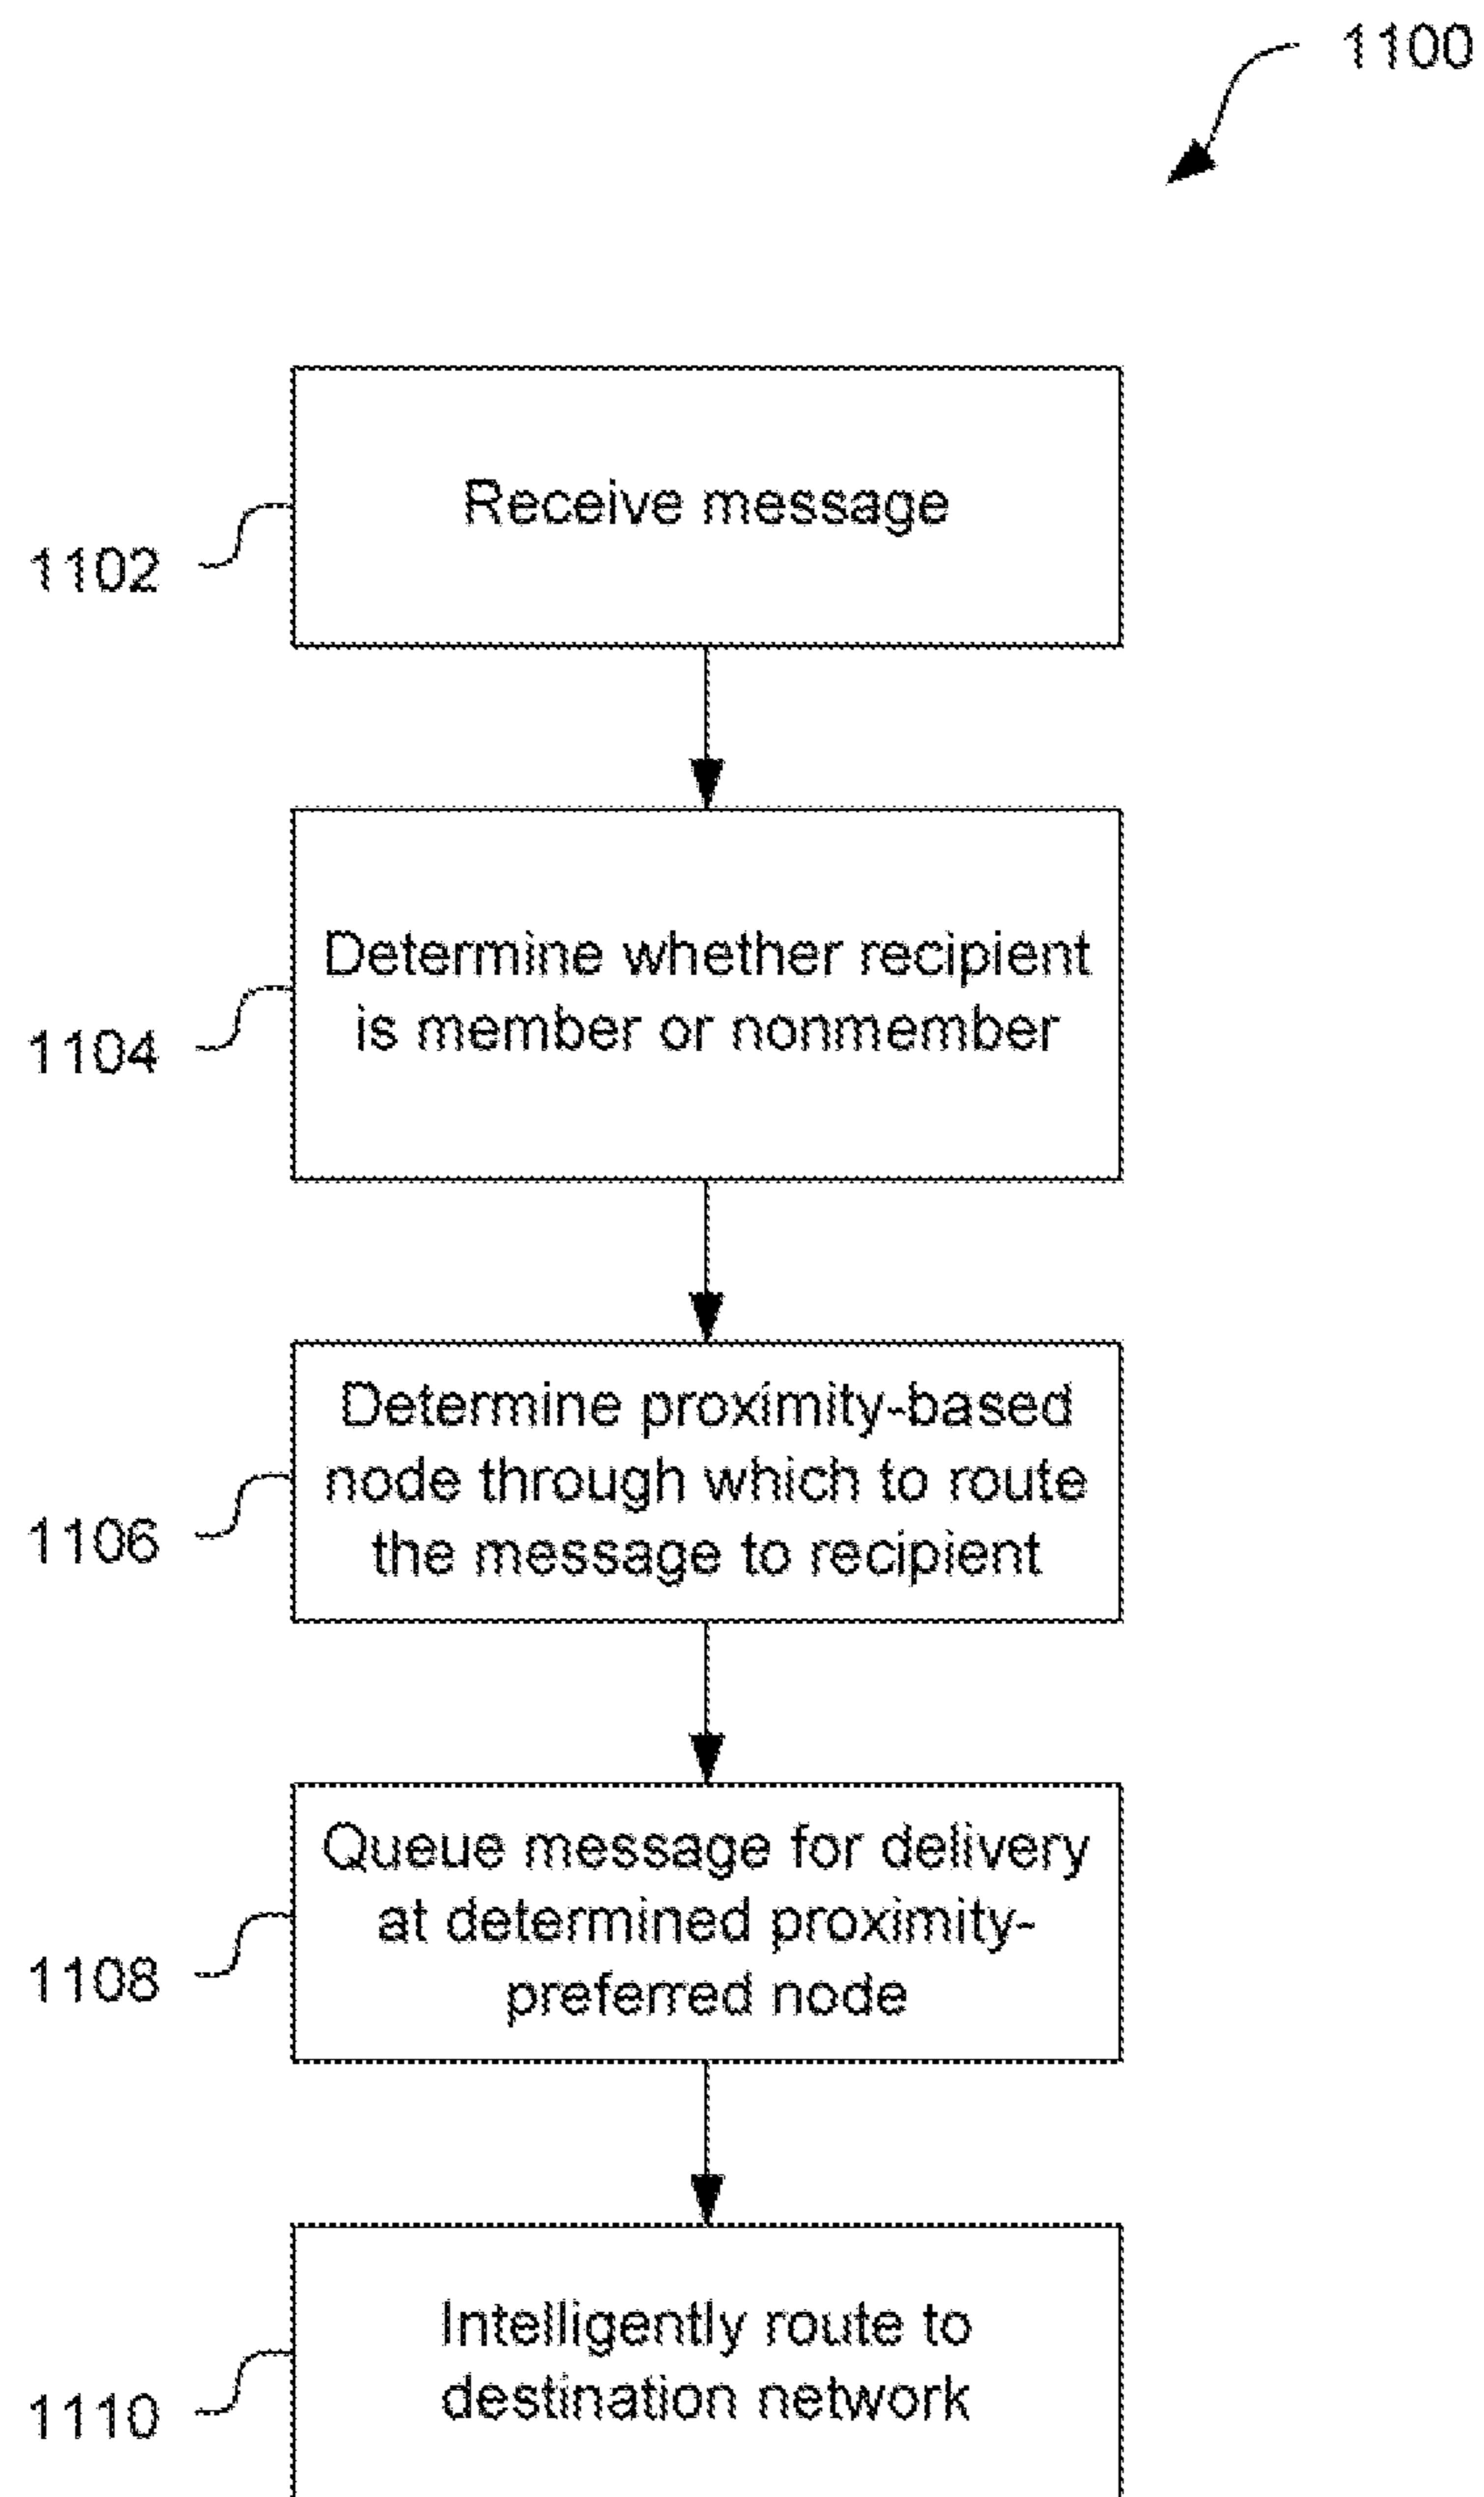 1100
Receive message
1102
Determine whether recipient
is member or nonmember
1104
Determine proximity-based
node through which to route
the message to recipient
1106
Queue message for delivery
at determined proximity-
preferred node
1108
Intelligently route to
destination network
1110